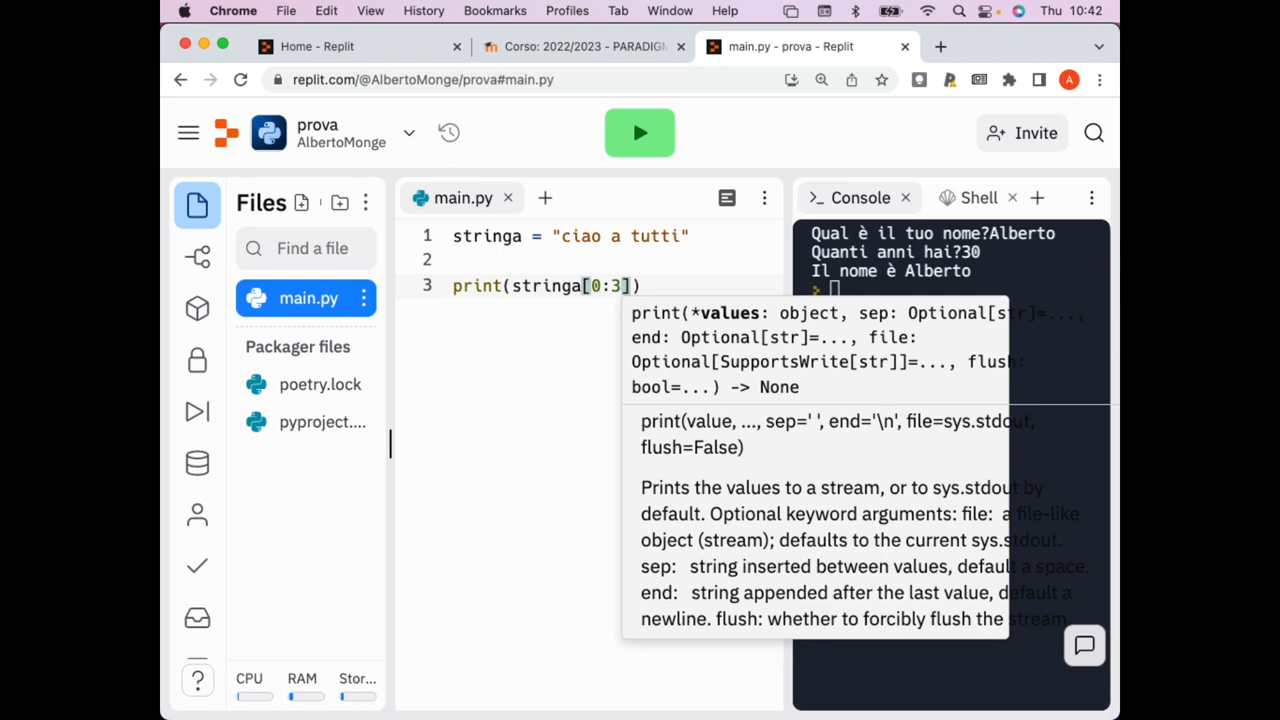 Chrome File Edit View History Bookmarks Profiles Tab Window Help Thu 10:42
Home - Replit Corso: 2022/2023 - PARADIGM main.py - prova - Replit
replit.com/@AlbertoMonge/prova#main.py A
prova
AlbertoMonge
Invite
Files
Find a file
main.py
Packager files
poetry.lock
pyproject....
CPU RAM Stor...
main.py
1 stringa = "ciao a tutti"
2
3 print(stringa[0:3])
print(*values: object, sep: Optional[str]=...,
end: Optional[str]=..., file:
Optional[SupportsWrite[str]]=..., flush:
bool=...) -> None
print(value, ..., sep=' ', end='\n', file=sys.stdout,
flush=False)
Prints the values to a stream, or to sys.stdout by
default. Optional keyword arguments: file: a file-like
object (stream); defaults to the current sys.stdout.
sep: string inserted between values, default a space.
end: string appended after the last value, default a
newline. flush: whether to forcibly flush the stream.
Console Shell
Qual è il tuo nome?Alberto
Quanti anni hai?30
Il nome è Alberto